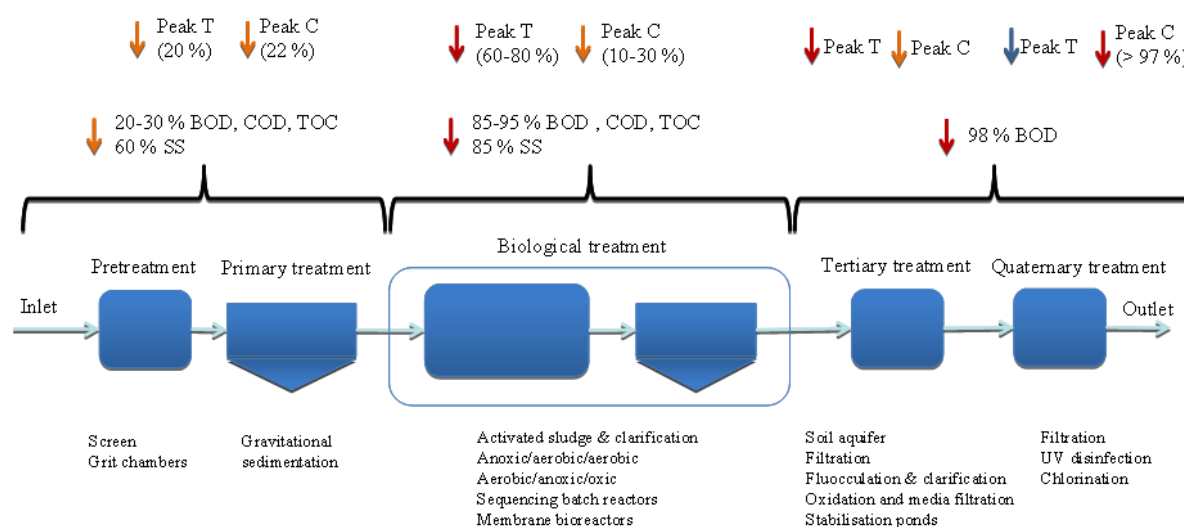 Peak T
(20 %)
Peak C
(22 %)
Peak T
(60-80 %)
Peak C
(10-30 %)
Peak T
Peak C
Peak T
Peak C
(> 97 %)
20-30 % BOD, COD, TOC
60 % SS
85-95 % BOD , COD, TOC
85 % SS
98 % BOD
Biological treatment
Pretreatment
Primary treatment
Tertiary treatment
Quaternary treatment
Inlet
Outlet
Screen
Grit chambers
Gravitational
sedimentation
Activated sludge & clarification
Anoxic/aerobic/aerobic
Aerobic/anoxic/oxic
Sequencing batch reactors
Membrane bioreactors
Soil aquifer
Filtration
Fluocculation & clarification
Oxidation and media filtration
Stabilisation ponds
Filtration
UV disinfection
Chlorination